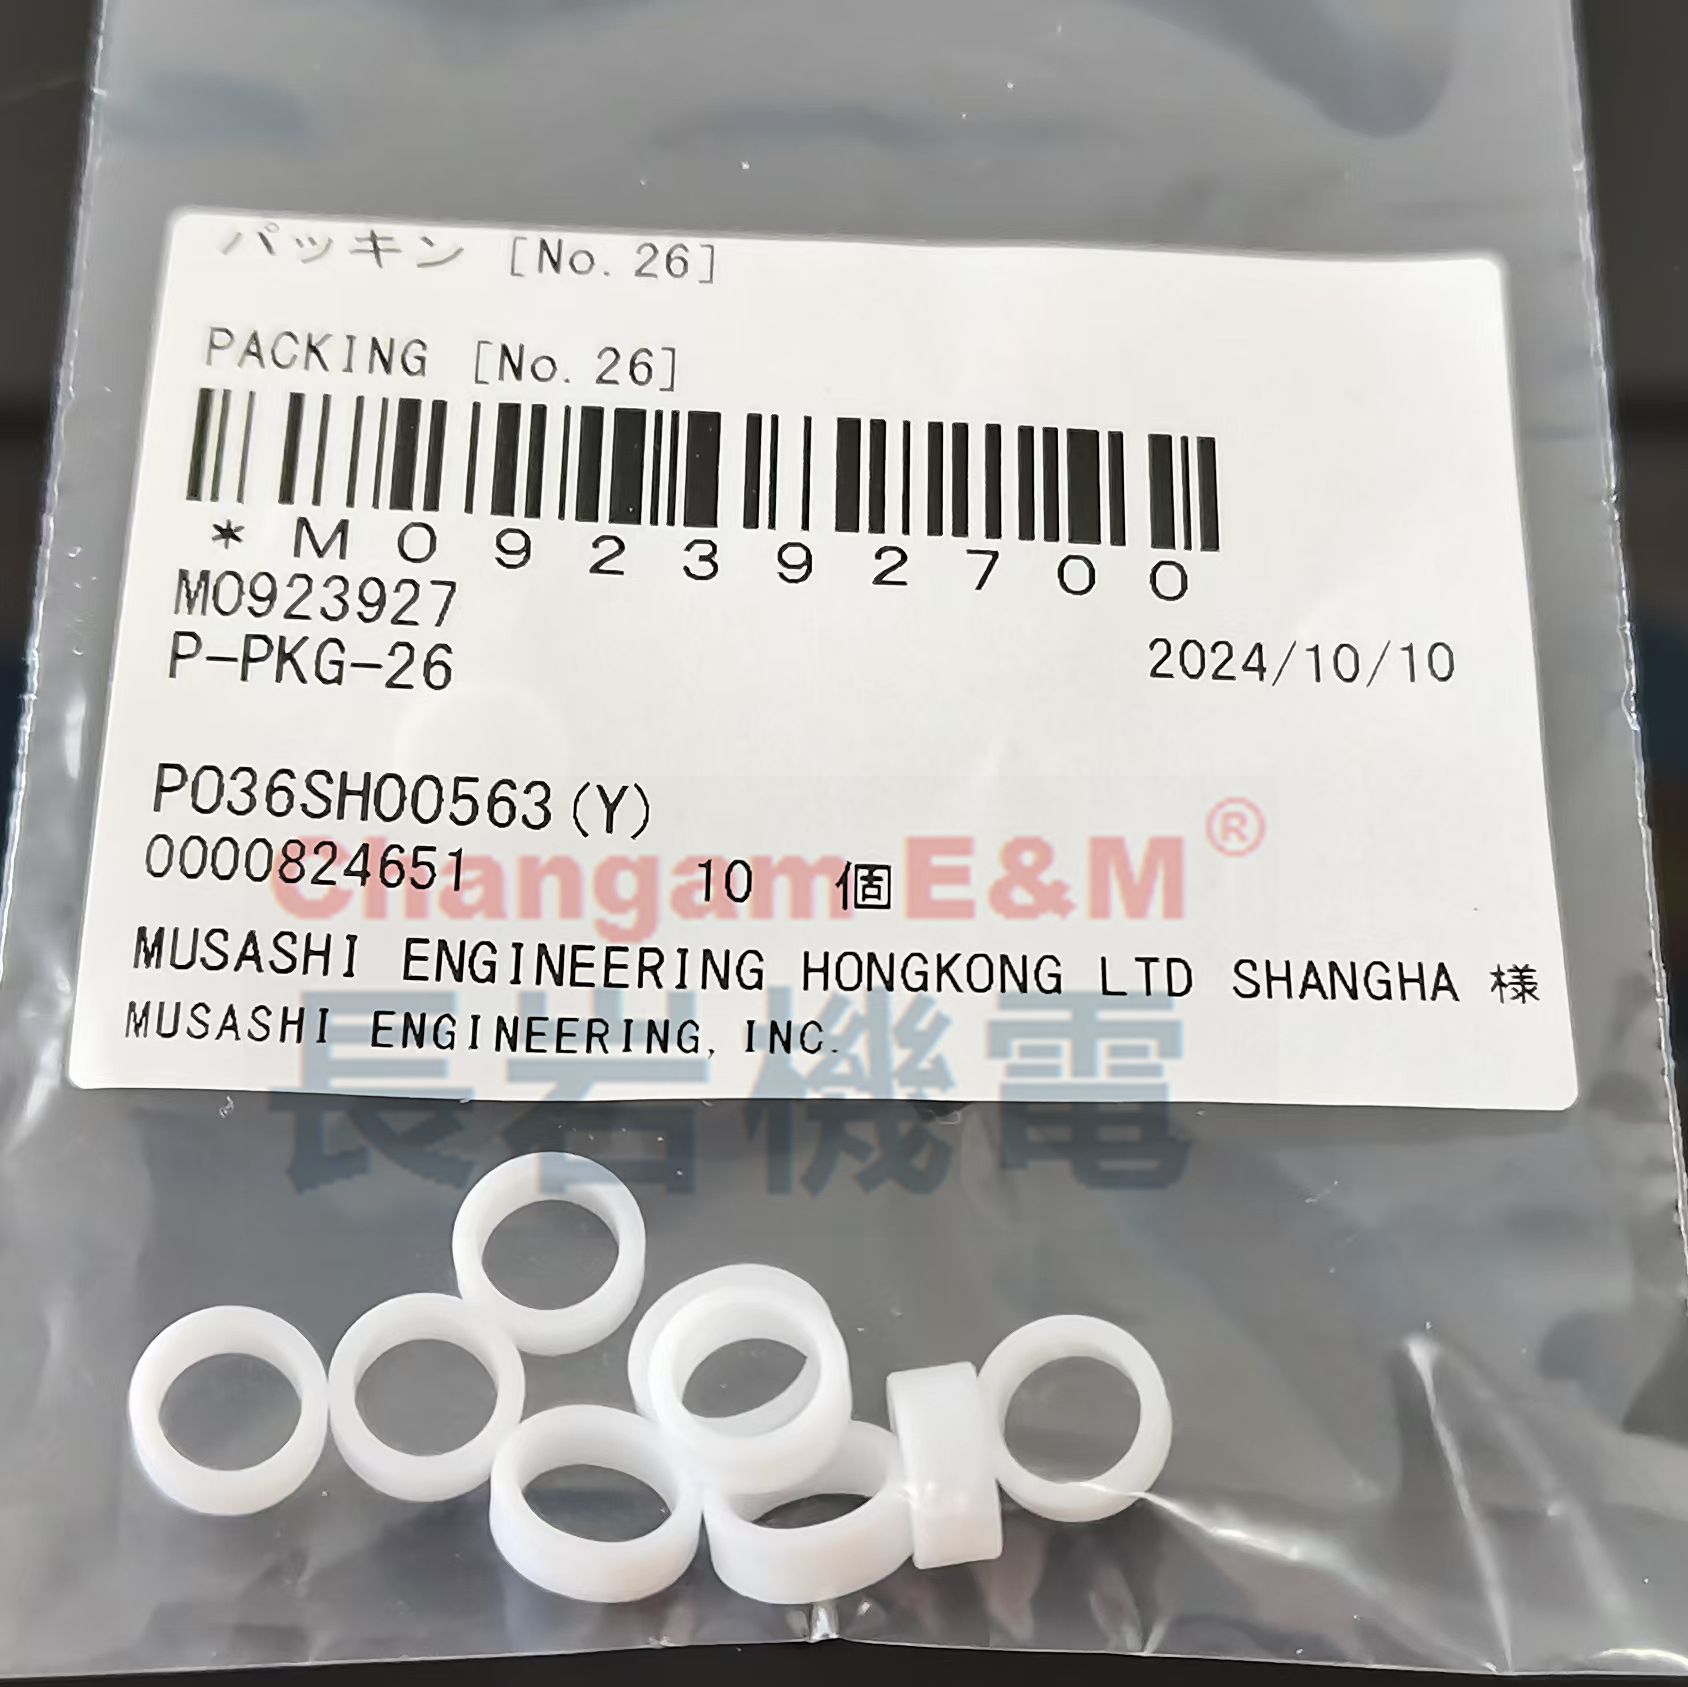 パッキン [No. 26]
PACKING [No. 26]
*M092392700
M0923927
P-PKG-26
2024/10/10
P036SH00563(Y)
0000824651 10 個
Changam E&M®
MUSASHI ENGINEERING HONGKONG LTD SHANGHA 様
MUSASHI ENGINEERING, INC.
長岩機電